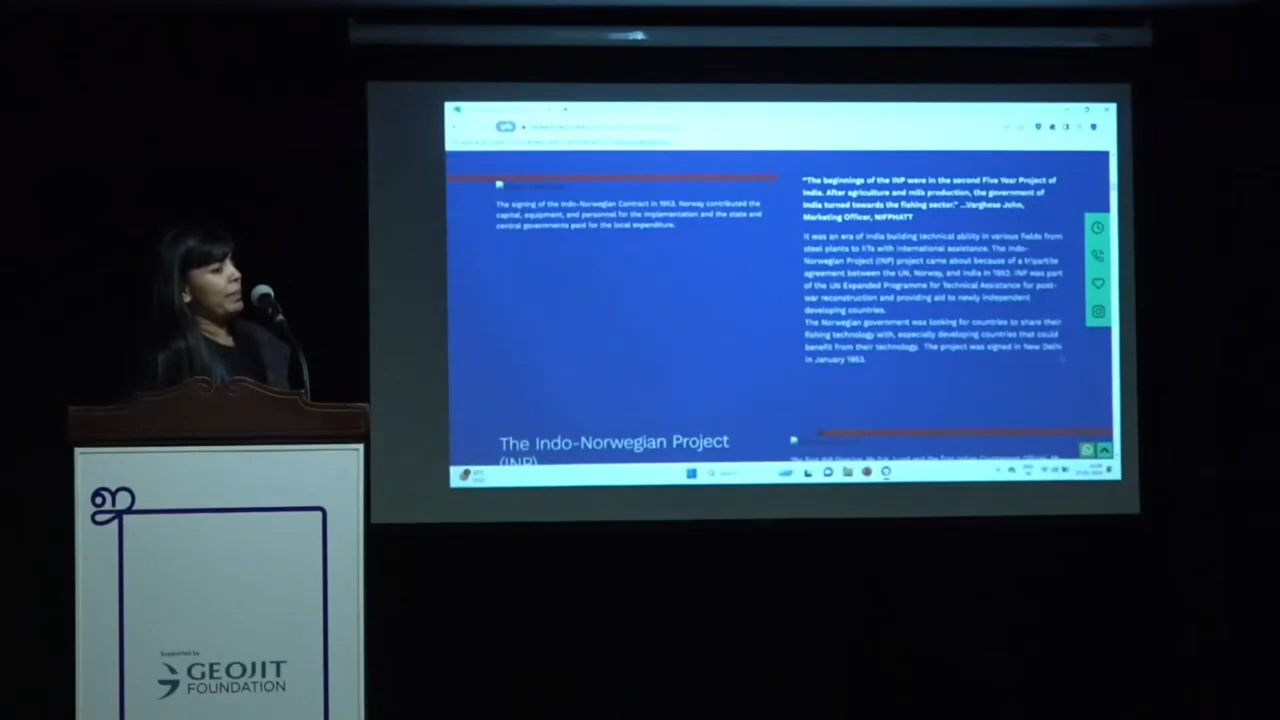 The signing of the Indo-Norwegian Contract in 1953. Norway contributed the
capital, equipment, and personnel for the implementation and the state and
central governments paid for the local expenditure.
The Indo-Norwegian Project
(INP)
"The beginnings of the INP were in the second Five Year Project of
India. After agriculture and milk production, the government of
India turned towards the fishing sector." ...Varghese John,
Marketing Officer, NIFPHATT
It was an era of India building technical ability in various fields from
steel plants to IITs with international assistance. The Indo-
Norwegian Project (INP) project came about because of a tripartite
agreement between the UN, Norway, and India in 1952. INP was part
of the UN Expanded Programme for Technical Assistance for post-
war reconstruction and providing aid to newly independent
developing countries.
The Norwegian government was looking for countries to share their
fishing technology with, especially developing countries that could
benefit from their technology. The project was signed in New Delhi
in January 1953.
ഇ
Supported by
GEOJIT
FOUNDATION